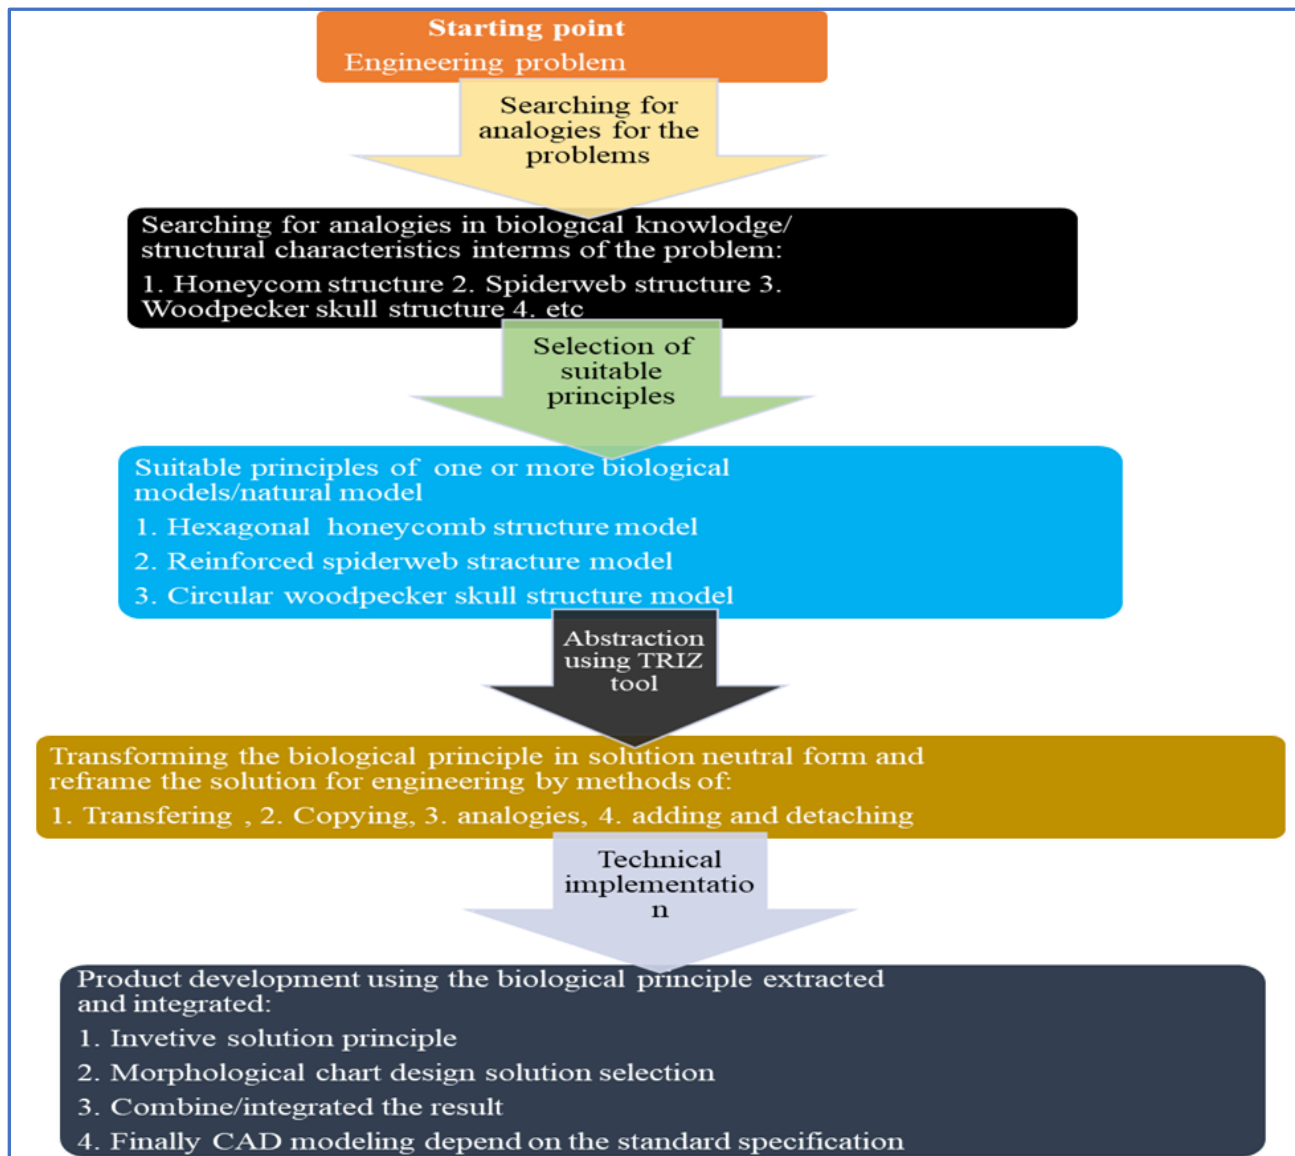 Starting point
Engineering problem
Searching for
analogies for the
problems
Searching for analogies in biological knowlodge/
structural characteristics interms of the problem:
1. Honeycom structure 2. Spiderweb structure 3.
Woodpecker skull structure 4. etc
Selection of
suitable
principles
Suitable principles of one or more biological
models/natural model
1. Hexagonal honeycomb structure model
2. Reinforced spiderweb stracture model
3. Circular woodpecker skull structure model
Abstraction
using TRIZ
tool
Transforming the biological principle in solution neutral form and
reframe the solution for engineering by methods of:
1. Transfering , 2. Copying, 3. analogies, 4. adding and detaching
Technical
implementatio
n
Product development using the biological principle extracted
and integrated:
1. Invetive solution principle
2. Morphological chart design solution selection
3. Combine/integrated the result
4. Finally CAD modeling depend on the standard specification